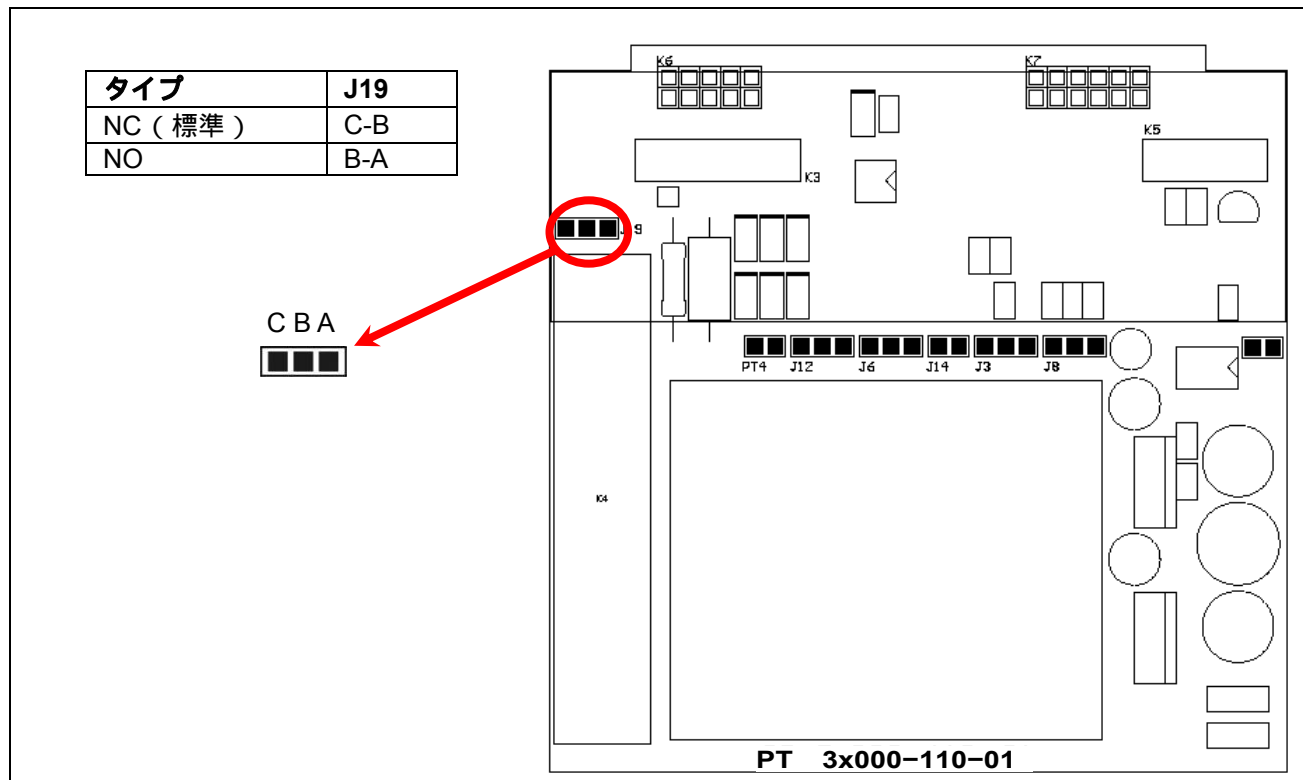 タイプ J19
NC（標準） C-B
NO B-A
K6 K7
K5
K3
J19
C B A
PT4 J12 J6 J14 J3 J8
K4
PT 3x000-110-01